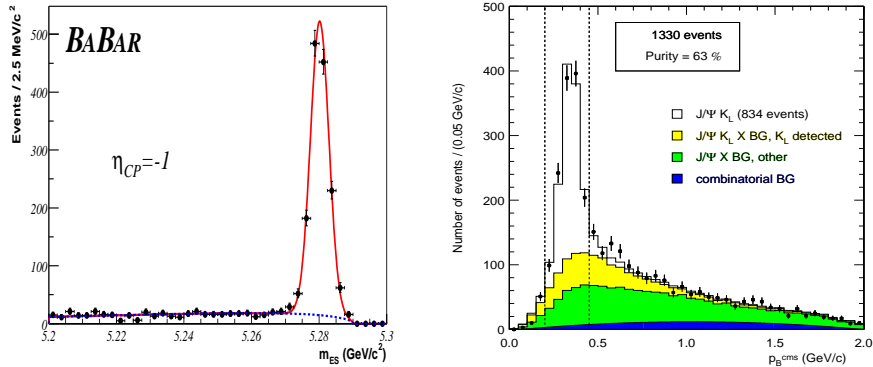 BABAR
η_CP=-1
Events / 2.5 MeV/c²
500
400
300
200
100
0
5.2
5.22
5.24
5.26
5.28
5.3
m_ES (GeV/c²)
1330 events
Purity = 63 %
J/Ψ K_L (834 events)
J/Ψ K_L X BG, K_L detected
J/Ψ X BG, other
combinatorial BG
Number of events / (0.05 GeV/c)
500
400
300
200
100
0
0.0
0.5
1.0
1.5
2.0
p_B^cms (GeV/c)